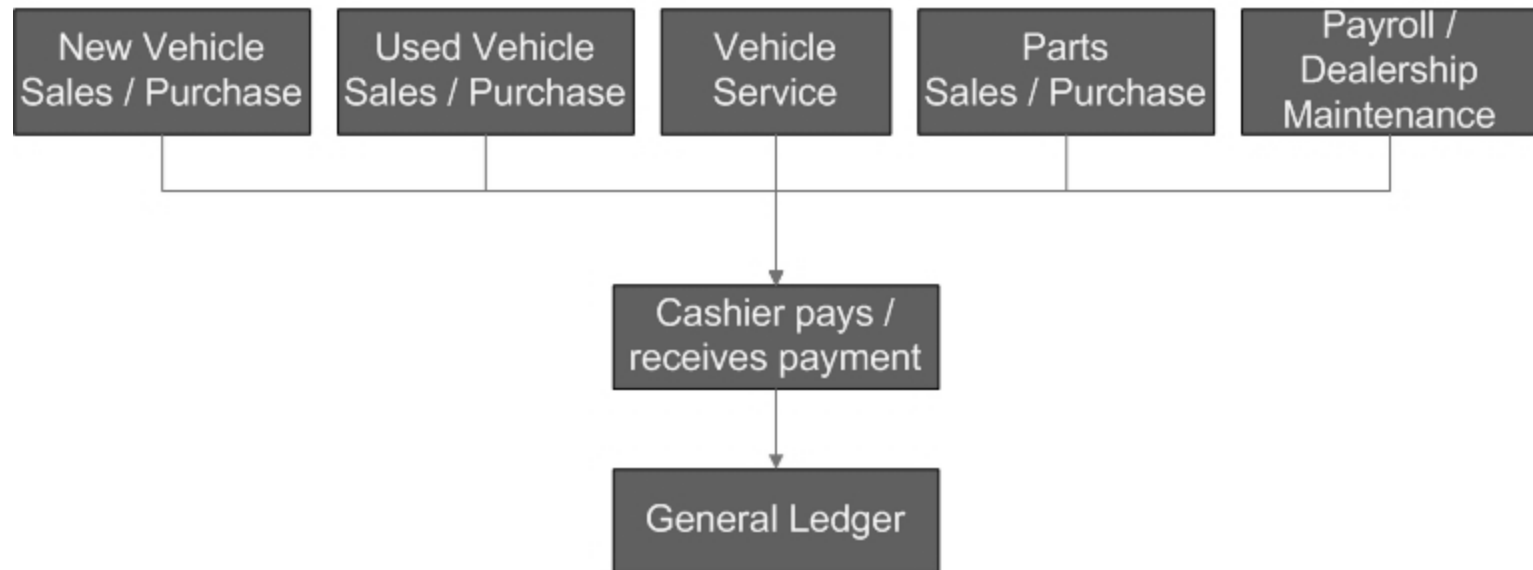 New Vehicle
Sales / Purchase
Used Vehicle
Sales / Purchase
Vehicle
Service
Parts
Sales / Purchase
Payroll /
Dealership
Maintenance
Cashier pays /
receives payment
General Ledger